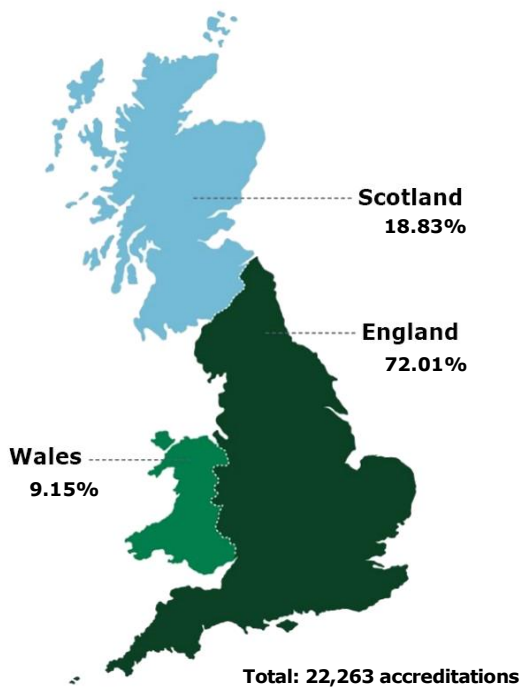 Scotland
18.83%
England
72.01%
Wales
9.15%
Total: 22,263 accreditations